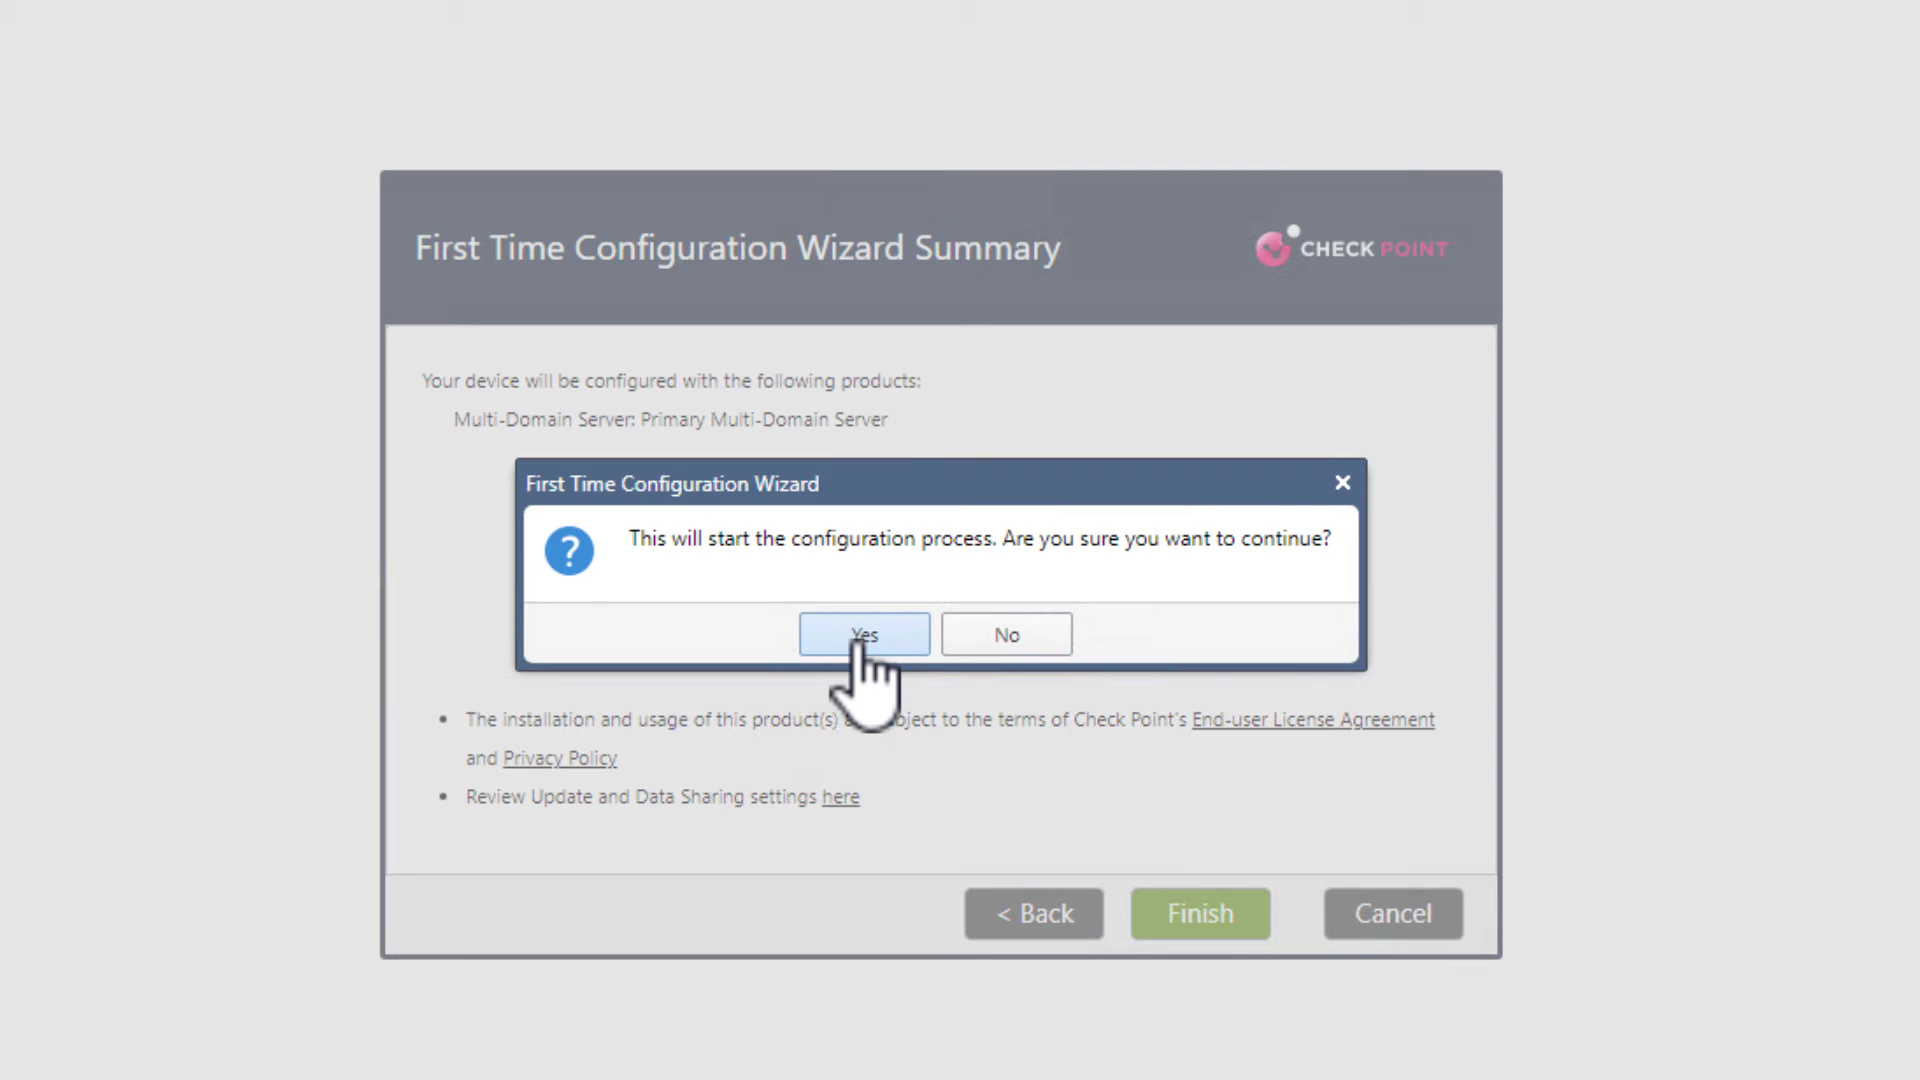 First Time Configuration Wizard Summary
CHECK POINT
Your device will be configured with the following products:
Multi-Domain Server: Primary Multi-Domain Server
First Time Configuration Wizard
This will start the configuration process. Are you sure you want to continue?
Yes
No
The installation and usage of this product(s) to the terms of Check Point's End-user License Agreement
and Privacy Policy
Review Update and Data Sharing settings here
< Back
Finish
Cancel